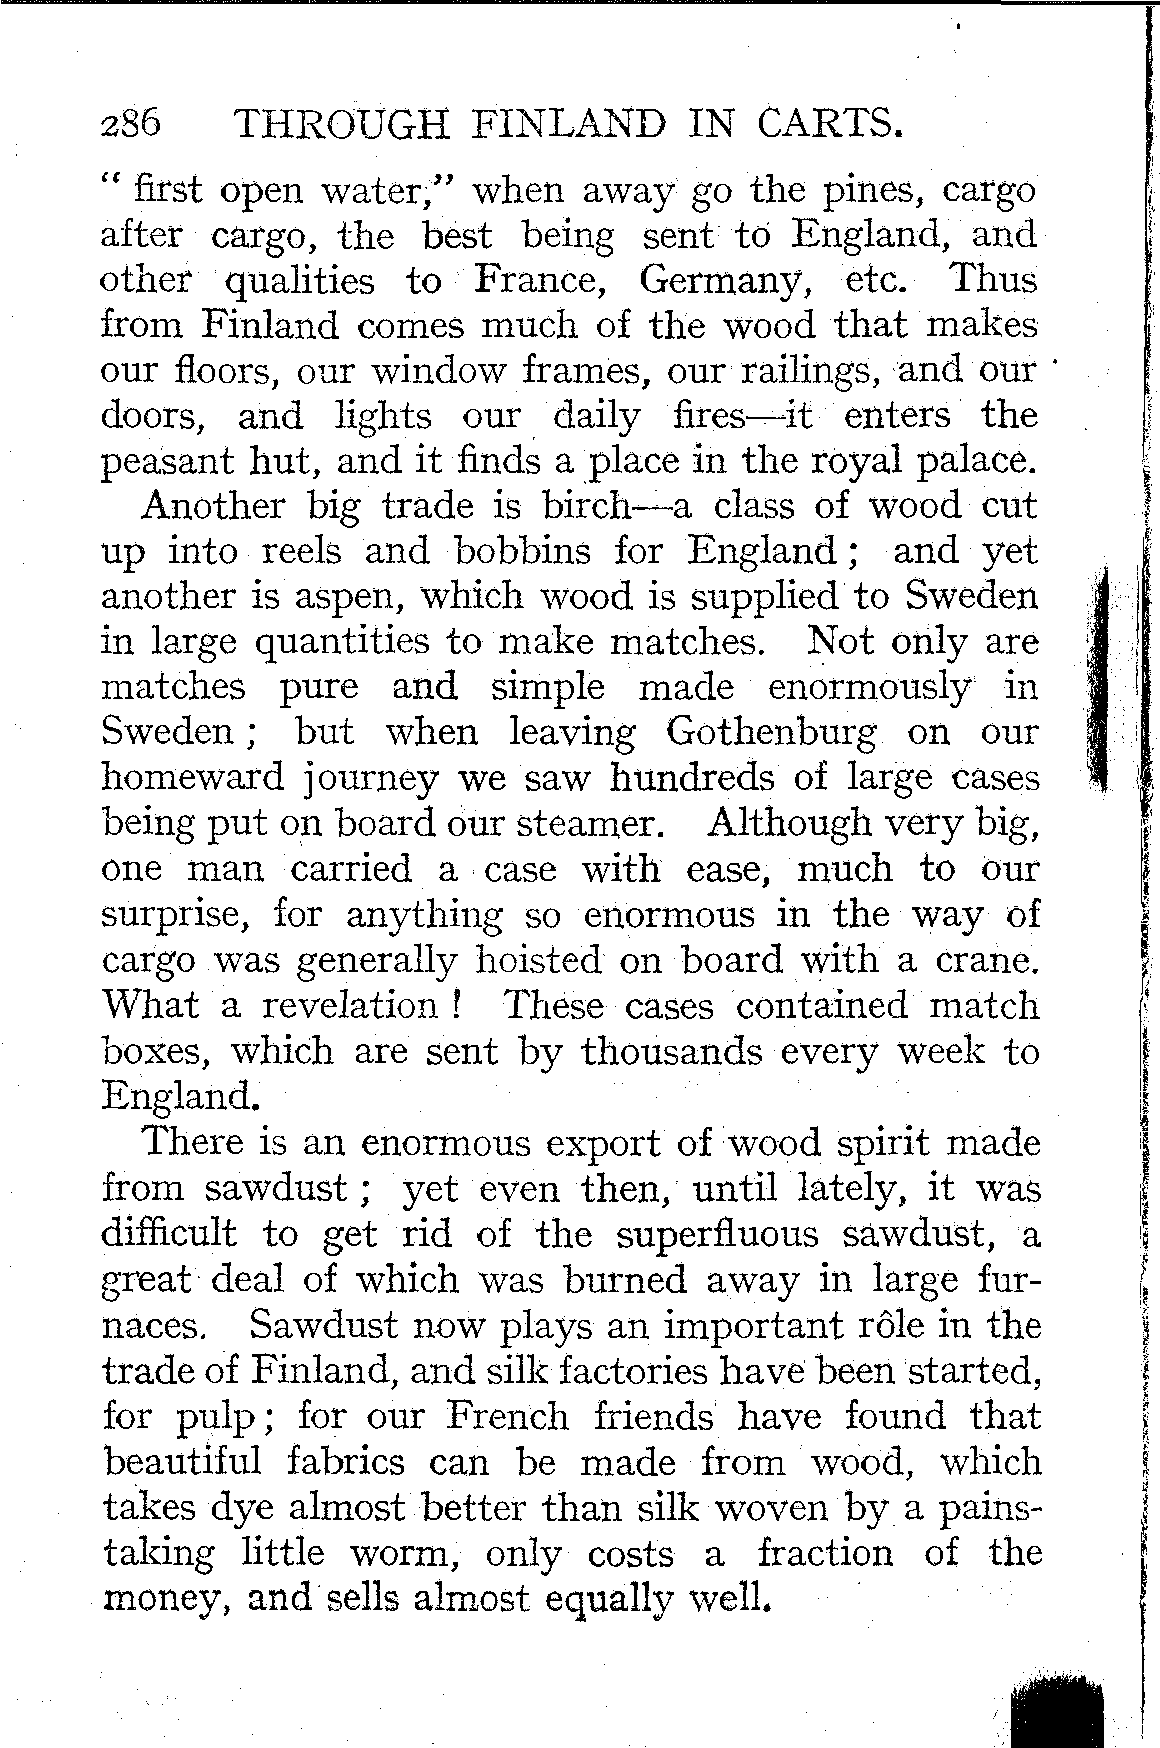 286 THROUGH FINLAND IN CARTS.
“ first open water,” when away go the pines, cargo
after cargo, the best being sent to England, and
other qualities to France, Germany, etc. Thus
from Finland comes much of the wood that makes
our floors, our window frames, our railings, and our
doors, and lights our daily fires—it enters the
peasant hut, and it finds a place in the royal palace.
Another big trade is birch—a class of wood cut
up into reels and bobbins for England ; and yet
another is aspen, which wood is supplied to Sweden
in large quantities to make matches. Not only are
matches pure and simple made enormously in
Sweden ; but when leaving Gothenburg on our
homeward journey we saw hundreds of large cases
being put on board our steamer. Although very big,
one man carried a case with ease, much to our
surprise, for anything so enormous in the way of
cargo was generally hoisted on board with a crane.
What a revelation ! These cases contained match
boxes, which are sent by thousands every week to
England.
There is an enormous export of wood spirit made
from sawdust ; yet even then, until lately, it was
difficult to get rid of the superfluous sawdust, a
great deal of which was burned away in large fur-
naces. Sawdust now plays an important rôle in the
trade of Finland, and silk factories have been started,
for pulp ; for our French friends have found that
beautiful fabrics can be made from wood, which
takes dye almost better than silk woven by a pains-
taking little worm, only costs a fraction of the
money, and sells almost equally well.